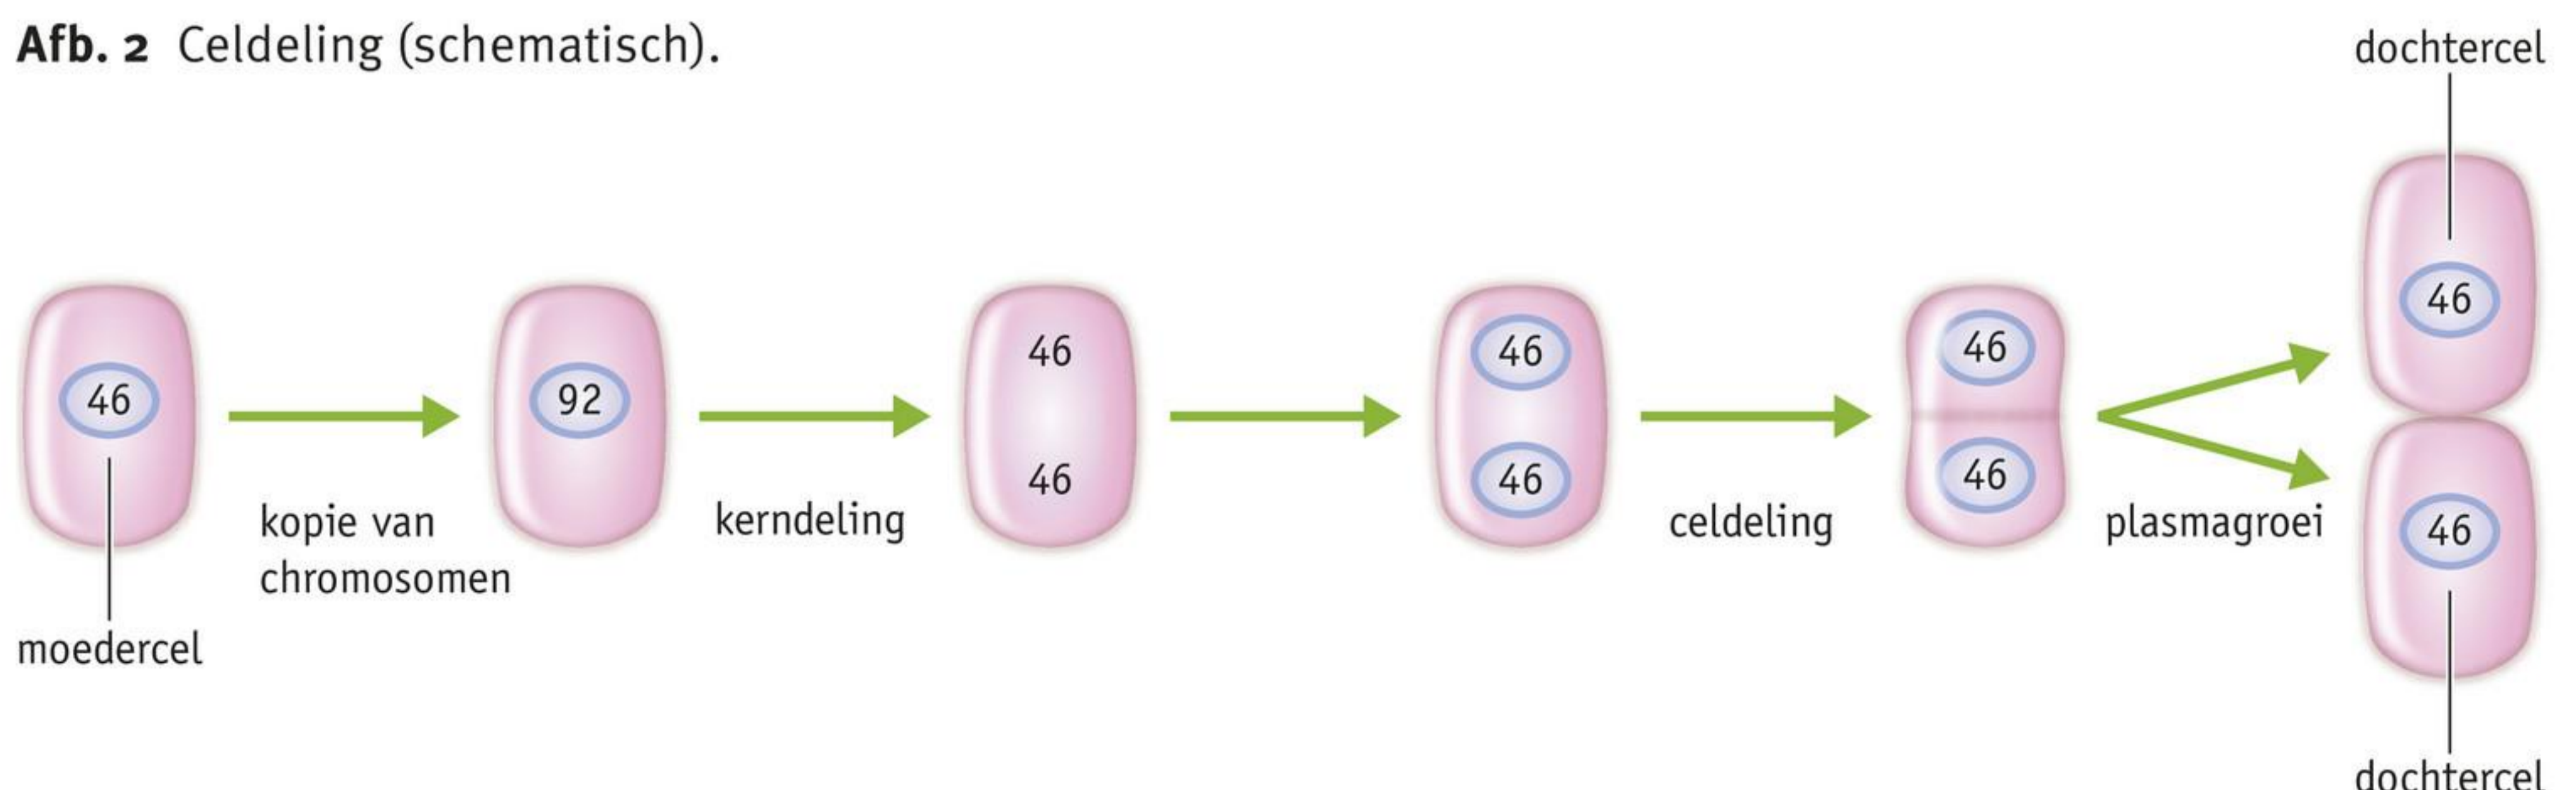 Afb. 2 Celdeling (schematisch).
dochtercel
46
92
46
46
46
46
46
46
46
46
kopie van
chromosomen
kerndeling
celdeling
plasmagroei
moedercel
dochtercel